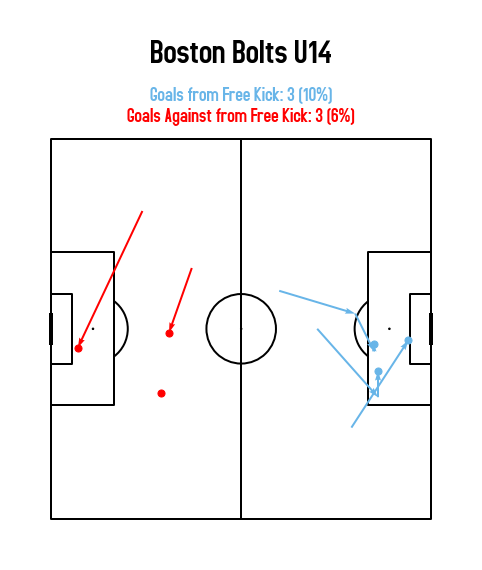 Boston Bolts U14
Goals from Free Kick: 3 (10%)
Goals Against from Free Kick: 3 (6%)